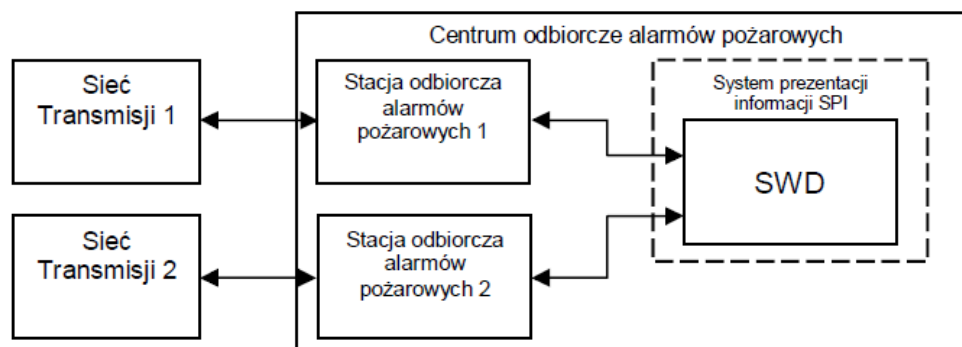 Centrum odbiorcze alarmów pożarowych
Sieć
Transmisji 1
Stacja odbiorcza
alarmów
pożarowych 1
System prezentacji
informacji SPI
SWD
Sieć
Transmisji 2
Stacja odbiorcza
alarmów
pożarowych 2